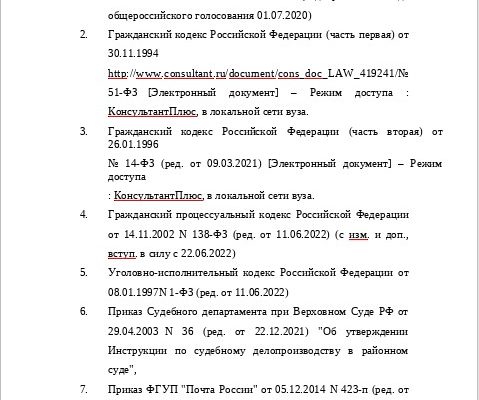 общероссийского голосования 01.07.2020)
2. Гражданский кодекс Российской Федерации (часть первая) от
30.11.1994
http://www.consultant.ru/document/cons_doc_LAW_419241/№
51-ФЗ [Электронный документ] – Режим доступа :
КонсультантПлюс, в локальной сети вуза.
3. Гражданский кодекс Российской Федерации (часть вторая) от
26.01.1996
№ 14-ФЗ (ред. от 09.03.2021) [Электронный документ] – Режим
доступа
: КонсультантПлюс, в локальной сети вуза.
4. Гражданский процессуальный кодекс Российской Федерации
от 14.11.2002 N 138-ФЗ (ред. от 11.06.2022) (с изм. и доп.,
вступ. в силу с 22.06.2022)
5. Уголовно-исполнительный кодекс Российской Федерации от
08.01.1997N 1-ФЗ (ред. от 11.06.2022)
6. Приказ Судебного департамента при Верховном Суде РФ от
29.04.2003 N 36 (ред. от 22.12.2021) "Об утверждении
Инструкции по судебному делопроизводству в районном
суде",
7. Приказ ФГУП "Почта России" от 05.12.2014 N 423-п (ред. от